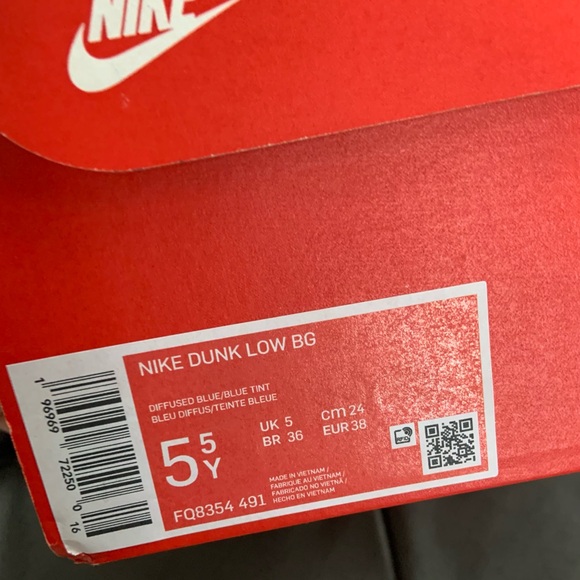 NIKE
NIKE DUNK LOW BG
DIFFUSED BLUE/BLUE TINT
BLEU DIFFUS/TEINTE BLEUE
5 5Y
UK 5
BR 36
cm 24
EUR 38
RFID
MADE IN VIETNAM /
FABRIQUE AU VIETNAM /
FABRICADO NO VIETNÃ /
HECHO EN VIETNAM
FQ8354 491
1 96969 72250 0 16